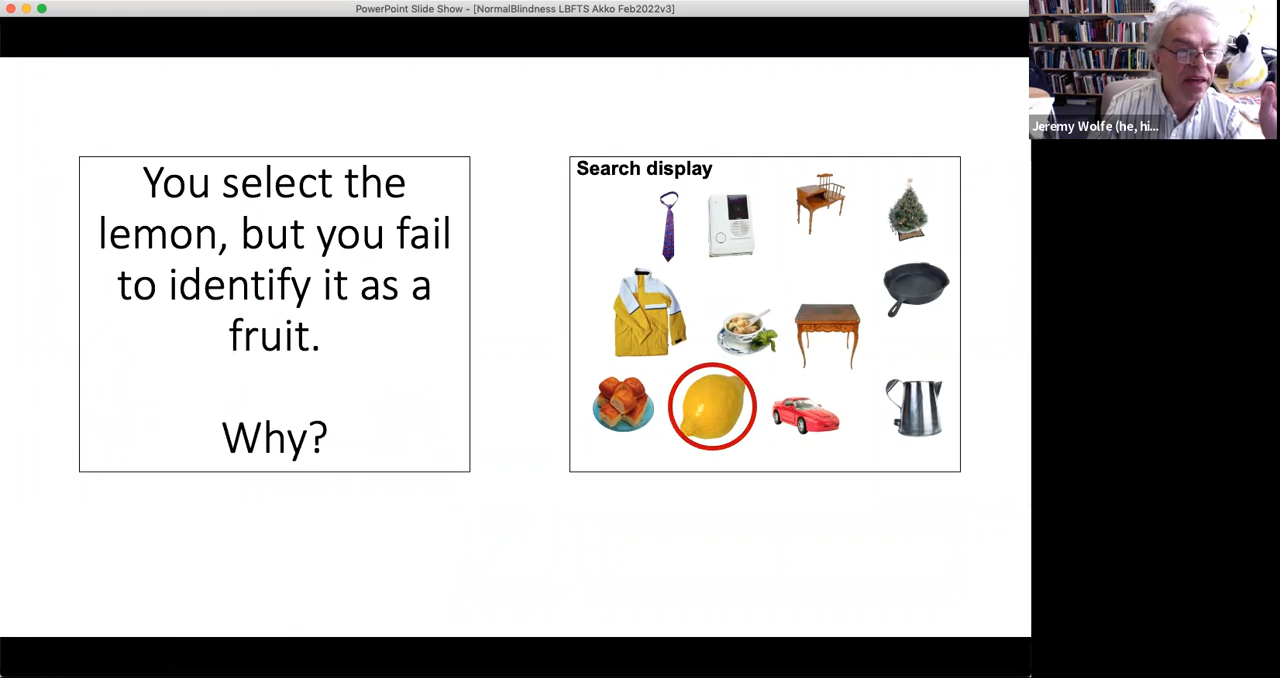 PowerPoint Slide Show - [NormalBlindness LBFTS Akko Feb2022v3]
You select the
lemon, but you fail
to identify it as a
fruit.
Why?
Search display
Jeremy Wolfe (he, hi...